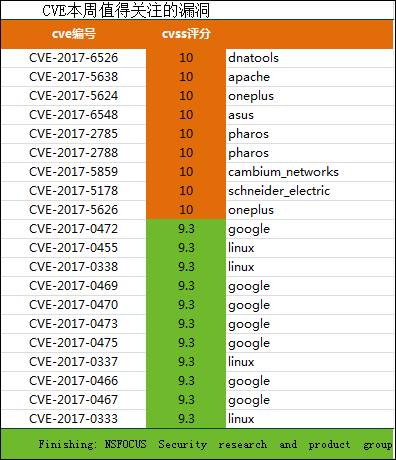 CVE本周值得关注的漏洞
cve编号 cvss评分
CVE-2017-6526 10 dnatools
CVE-2017-5638 10 apache
CVE-2017-5624 10 oneplus
CVE-2017-6548 10 asus
CVE-2017-2785 10 pharos
CVE-2017-2788 10 pharos
CVE-2017-5859 10 cambium_networks
CVE-2017-5178 10 schneider_electric
CVE-2017-5626 10 oneplus
CVE-2017-0472 9.3 google
CVE-2017-0455 9.3 linux
CVE-2017-0338 9.3 linux
CVE-2017-0469 9.3 google
CVE-2017-0470 9.3 google
CVE-2017-0473 9.3 google
CVE-2017-0475 9.3 google
CVE-2017-0337 9.3 linux
CVE-2017-0466 9.3 google
CVE-2017-0467 9.3 google
CVE-2017-0333 9.3 linux
Finishing: NSFOCUS Security research and product group